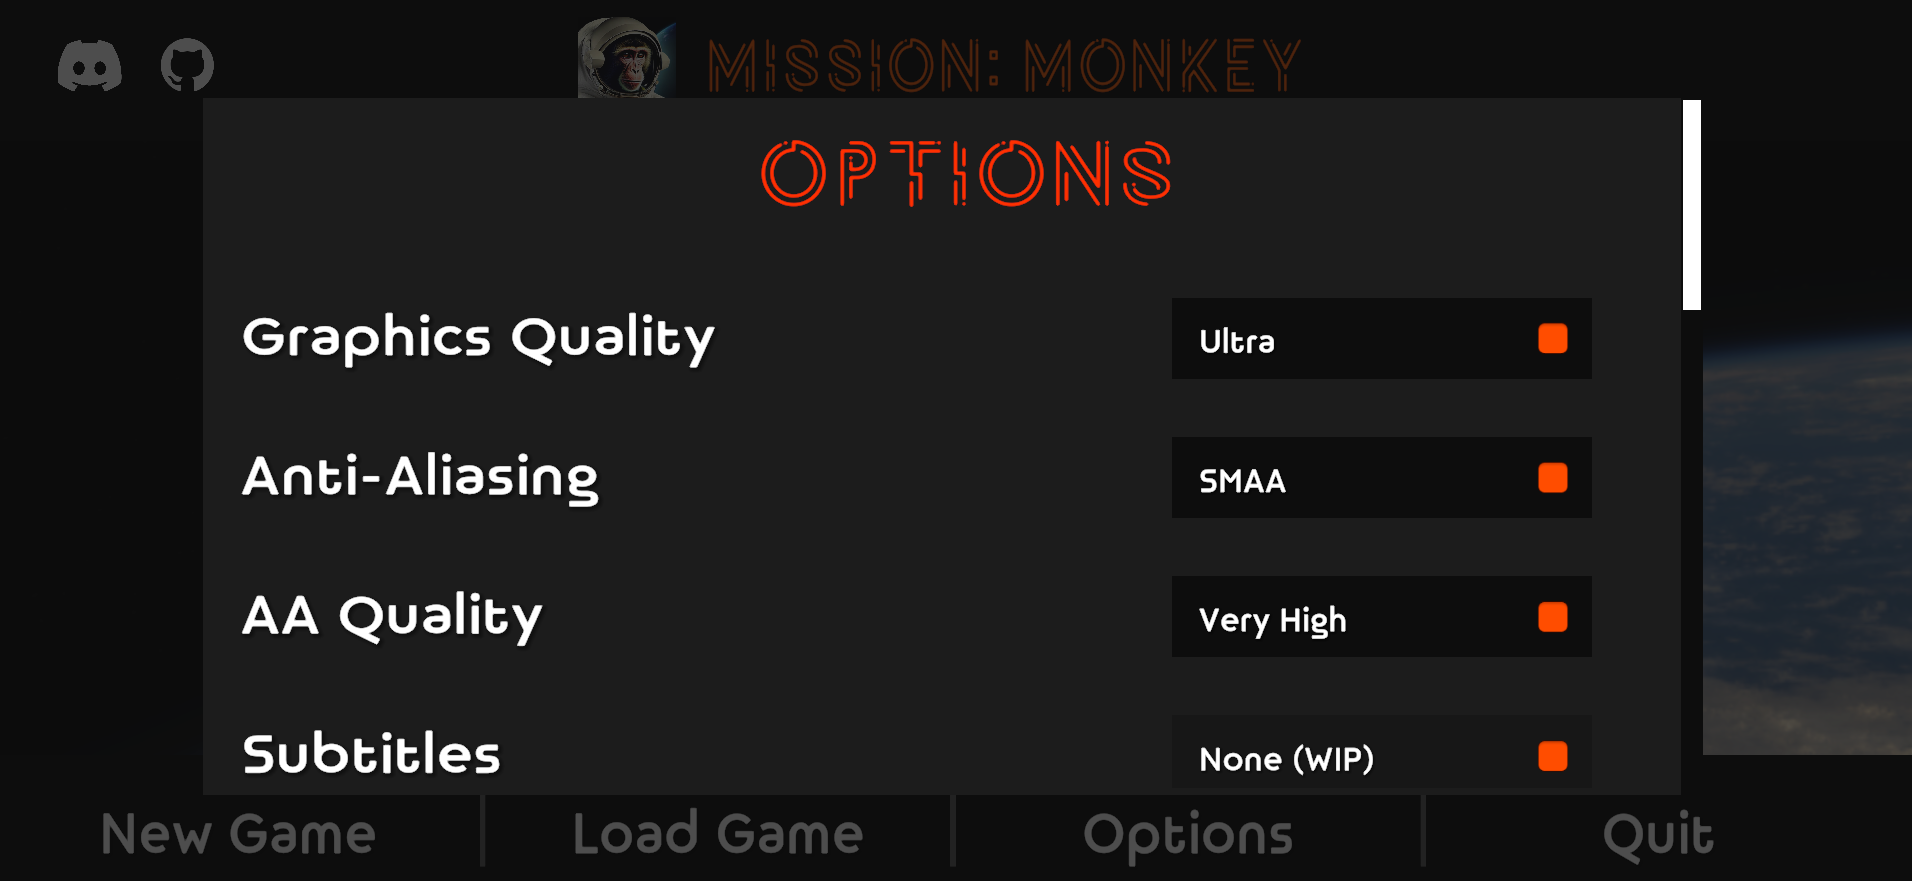 MISSION: MONKEY
OPTIONS
Graphics Quality
Ultra
Anti-Aliasing
SMAA
AA Quality
Very High
Subtitles
None (WIP)
New Game
Load Game
Options
Quit